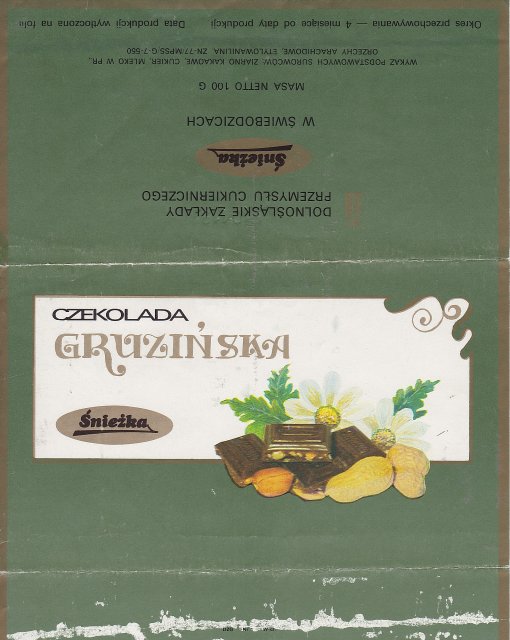 Okres przechowywania — 4 miesiące od daty produkcji Data produkcji wytłoczona na folii
WYKAZ PODSTAWOWYCH SUROWCÓW: ZIARNO KAKAOWE, CUKIER, MLEKO W PR.,
ORZECHY ARACHIDOWE, ETYLOWANILINA ZN-77/MPSS-G-7-650
MASA NETTO 100 G
W ŚWIEBODZICACH
Śnieżka
PRZEMYSŁU CUKIERNICZEGO
DOLNOŚLĄSKIE ZAKŁADY
CZEKOLADA
GRUZIŃSKA
Śnieżka